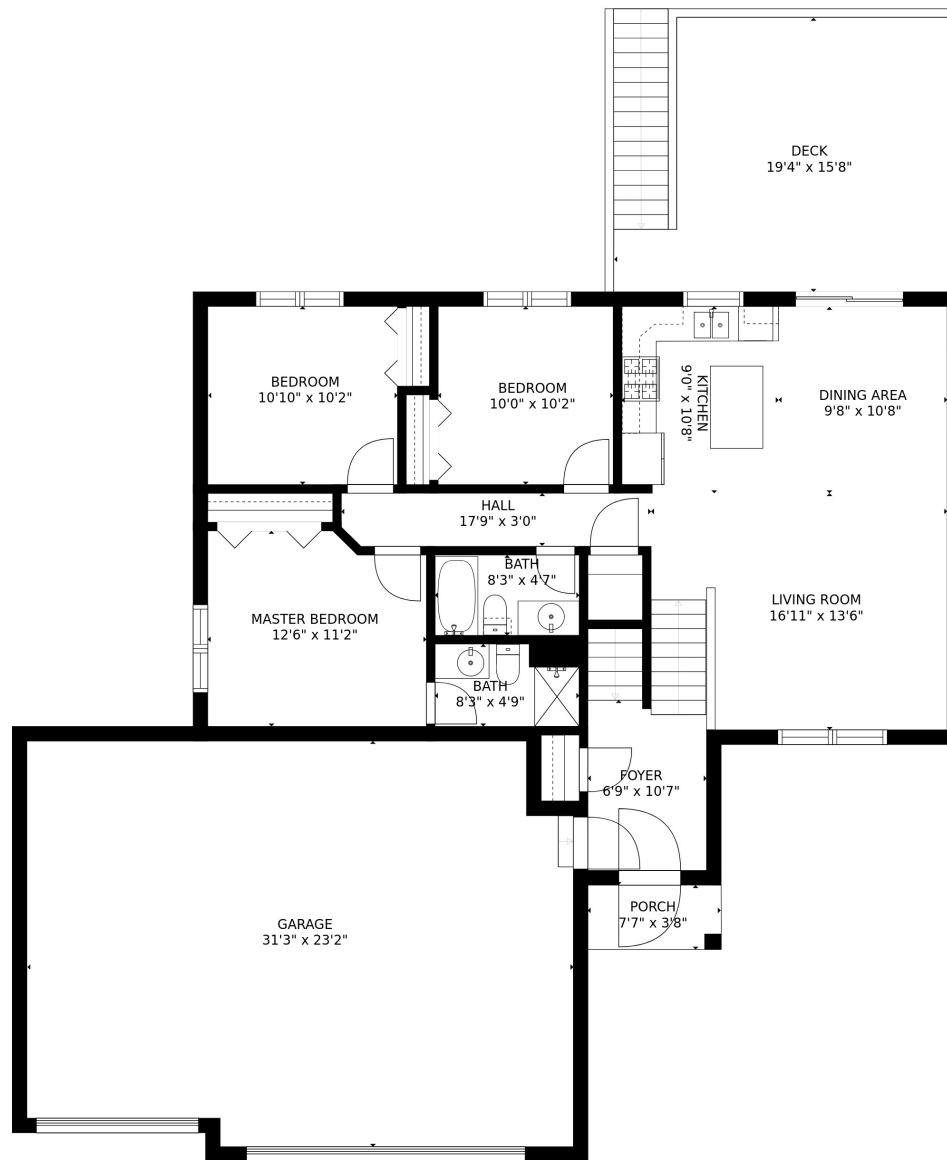 DECK
19'4" x 15'8"
BEDROOM
10'10" x 10'2"
BEDROOM
10'0" x 10'2"
KITCHEN
9'0" x 10'8"
DINING AREA
9'8" x 10'8"
HALL
17'9" x 3'0"
BATH
8'3" x 4'7"
MASTER BEDROOM
12'6" x 11'2"
LIVING ROOM
16'11" x 13'6"
BATH
8'3" x 4'9"
FOYER
6'9" x 10'7"
PORCH
7'7" x 3'8"
GARAGE
31'3" x 23'2"